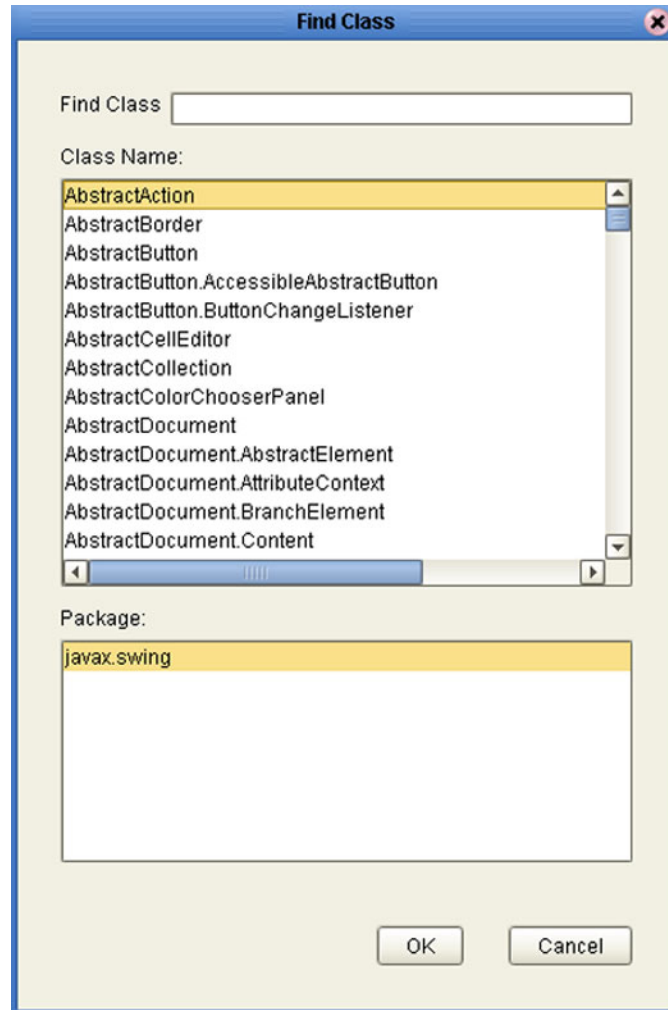 Find Class
Find Class
Class Name:
AbstractAction
AbstractBorder
AbstractButton
AbstractButton.AccessibleAbstractButton
AbstractButton.ButtonChangeListener
AbstractCellEditor
AbstractCollection
AbstractColorChooserPanel
AbstractDocument
AbstractDocument.AbstractElement
AbstractDocument.AttributeContext
AbstractDocument.BranchElement
AbstractDocument.Content
Package:
javax.swing
OK Cancel